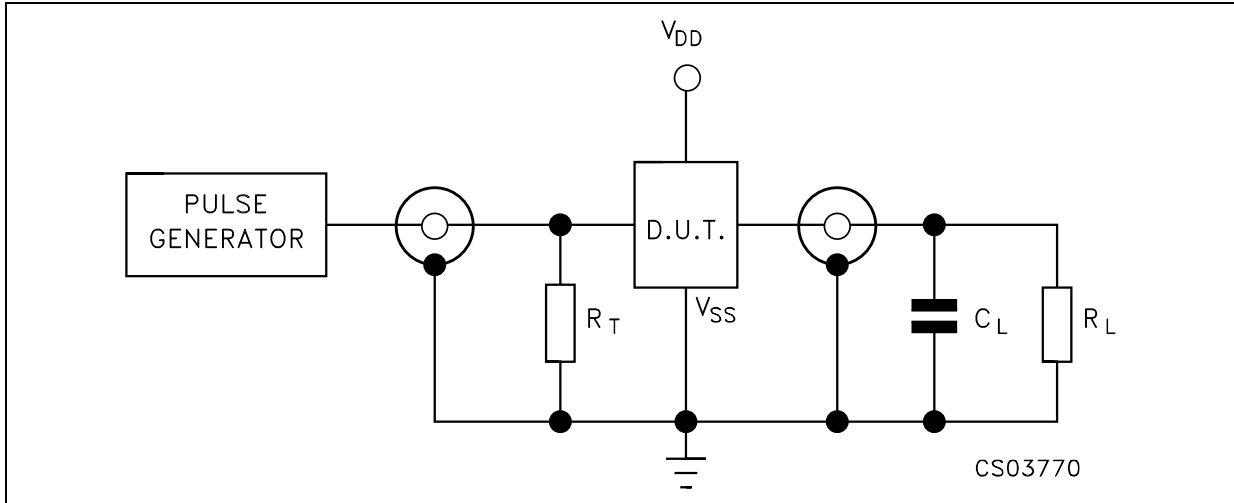 VDD
PULSE
GENERATOR
D.U.T.
VSS
RT
CL
RL
CS03770